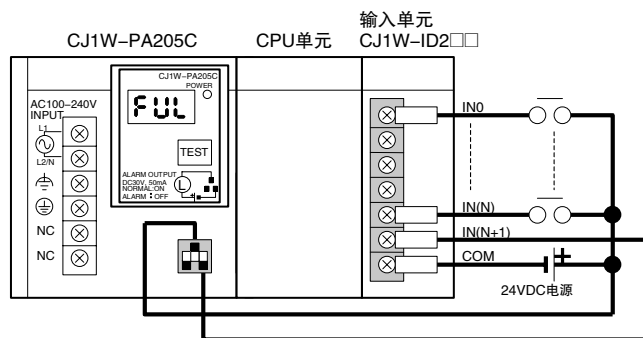 输入单元
CJ1W-PA205C
CPU单元
CJ1W-ID2□□
CJ1W-PA205C
POWER
FUL
AC100-240V
INPUT
L1
L2/N
NC
NC
TEST
ALARM OUTPUT
DC30V, 50mA
NORMAL:ON
ALARM:OFF
L
IN0
IN(N)
IN(N+1)
COM
24VDC电源